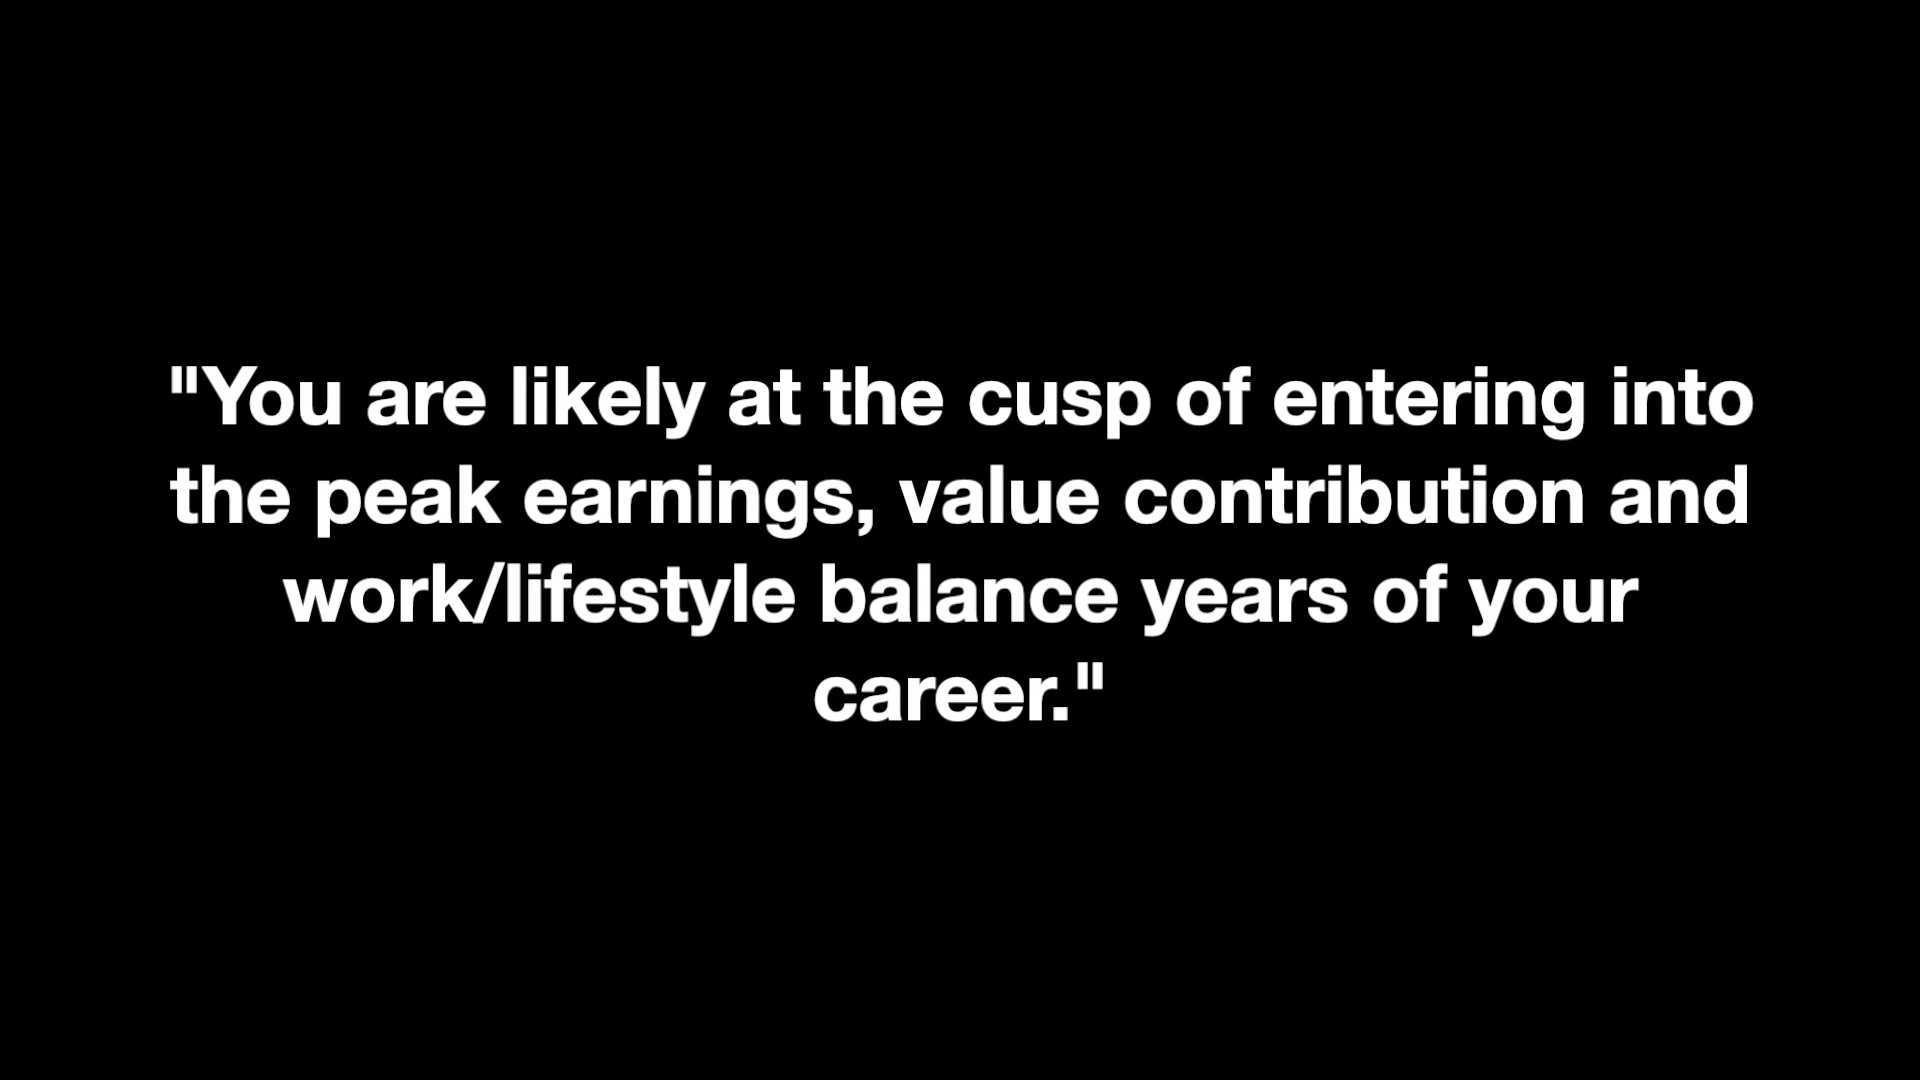 "You are likely at the cusp of entering into
the peak earnings, value contribution and
work/lifestyle balance years of your
career."